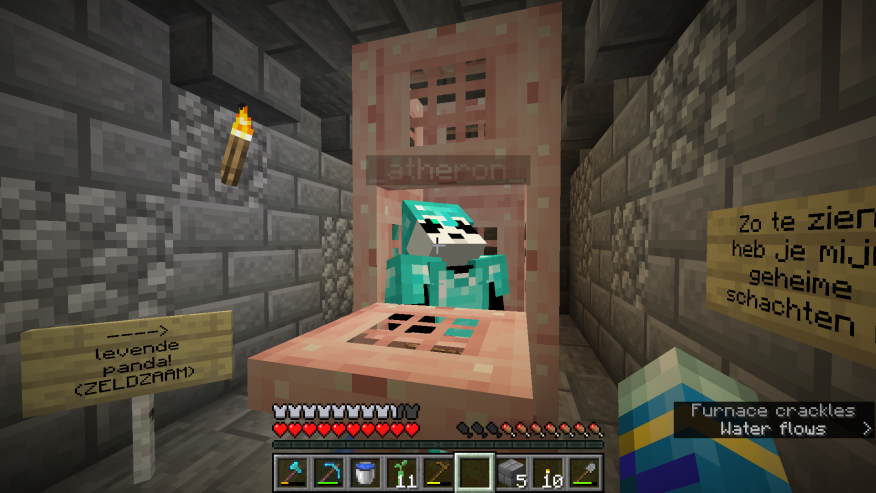 _atheron_
---->
levende
panda!
(ZELDZAAM)
Zo te zien
heb je mijn
geheime
schachten
Furnace crackles
Water flows >
11
5
10